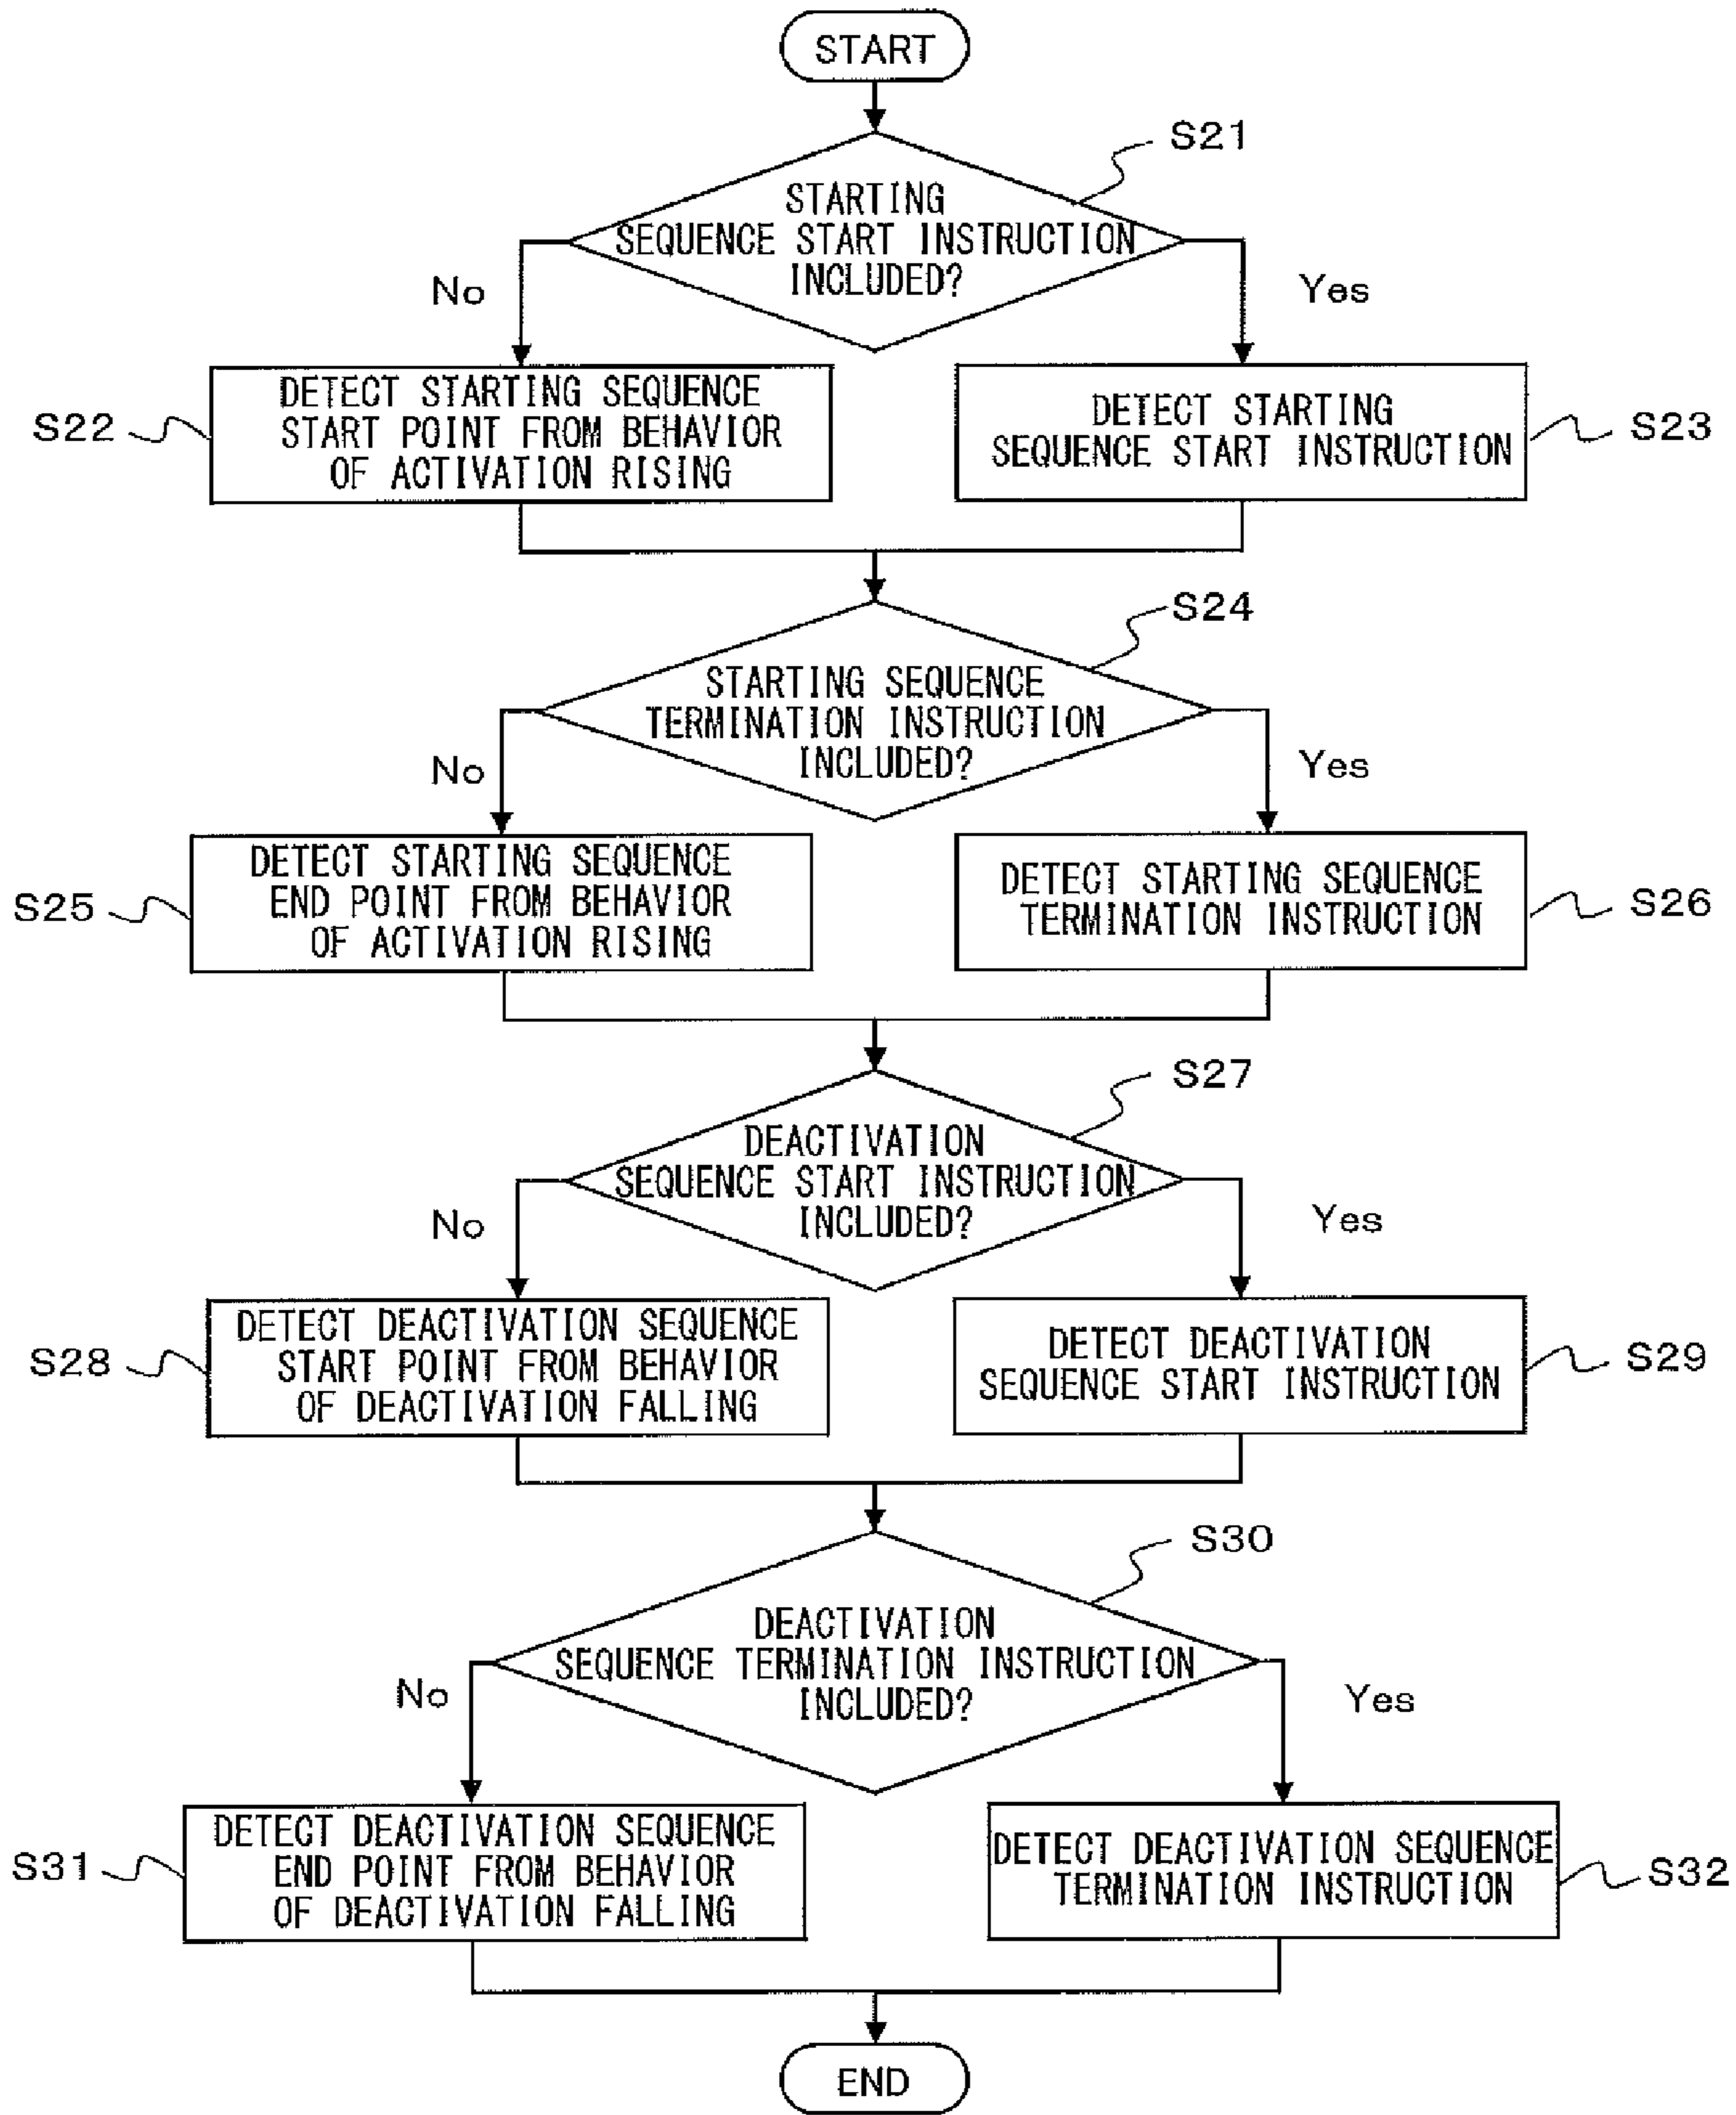 START
S21
STARTING
SEQUENCE START INSTRUCTION
INCLUDED?
No
Yes
S22
DETECT STARTING SEQUENCE
START POINT FROM BEHAVIOR
OF ACTIVATION RISING
DETECT STARTING
SEQUENCE START INSTRUCTION
S23
S24
STARTING SEQUENCE
TERMINATION INSTRUCTION
INCLUDED?
No
Yes
S25
DETECT STARTING SEQUENCE
END POINT FROM BEHAVIOR
OF ACTIVATION RISING
DETECT STARTING SEQUENCE
TERMINATION INSTRUCTION
S26
S27
DEACTIVATION
SEQUENCE START INSTRUCTION
INCLUDED?
No
Yes
S28
DETECT DEACTIVATION SEQUENCE
START POINT FROM BEHAVIOR
OF DEACTIVATION FALLING
DETECT DEACTIVATION
SEQUENCE START INSTRUCTION
S29
S30
DEACTIVATION
SEQUENCE TERMINATION INSTRUCTION
INCLUDED?
No
Yes
S31
DETECT DEACTIVATION SEQUENCE
END POINT FROM BEHAVIOR
OF DEACTIVATION FALLING
DETECT DEACTIVATION SEQUENCE
TERMINATION INSTRUCTION
S32
END